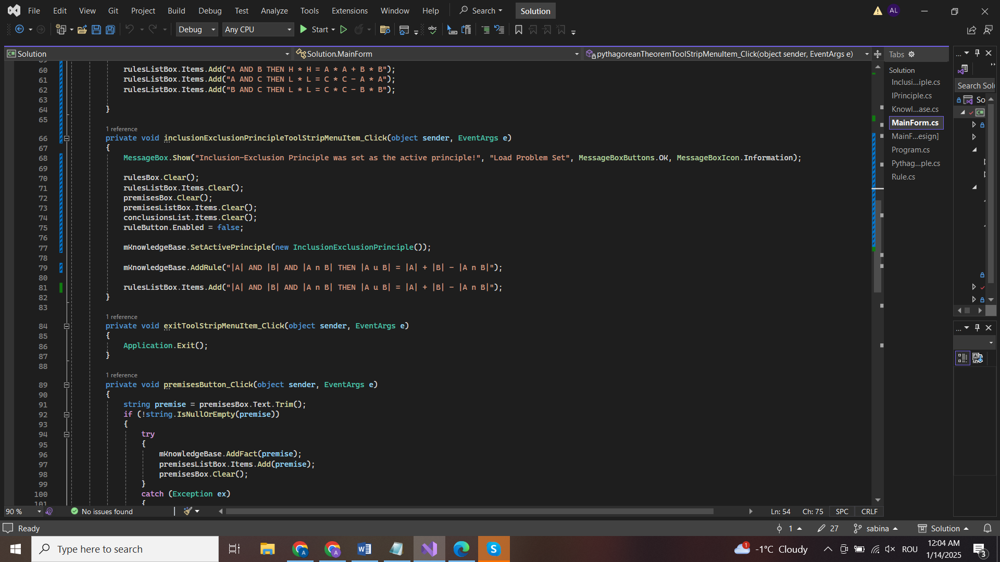 File Edit View Git Project Build Debug Test Analyze Tools Extensions Window Help Search Solution AL
Debug Any CPU Start
C# Solution Solution.MainForm pythagoreanTheoremToolStripMenuItem_Click(object sender, EventArgs e) Tabs
60 rulesListBox.Items.Add("A AND B THEN H * H = A * A + B * B");
61 rulesListBox.Items.Add("A AND C THEN L * L = C * C - A * A");
62 rulesListBox.Items.Add("B AND C THEN L * L = C * C - B * B");
63
64 }
65
1 reference
66 private void inclusionExclusionPrincipleToolStripMenuItem_Click(object sender, EventArgs e)
67 {
68 MessageBox.Show("Inclusion-Exclusion Principle was set as the active principle!", "Load Problem Set", MessageBoxButtons.OK, MessageBoxIcon.Information);
69
70 rulesBox.Clear();
71 rulesListBox.Items.Clear();
72 premisesBox.Clear();
73 premisesListBox.Items.Clear();
74 conclusionsList.Items.Clear();
75 ruleButton.Enabled = false;
76
77 mKnowledgeBase.SetActivePrinciple(new InclusionExclusionPrinciple());
78
79 mKnowledgeBase.AddRule("|A| AND |B| AND |A n B| THEN |A u B| = |A| + |B| - |A n B|");
80
81 rulesListBox.Items.Add("|A| AND |B| AND |A n B| THEN |A u B| = |A| + |B| - |A n B|");
82 }
83
1 reference
84 private void exitToolStripMenuItem_Click(object sender, EventArgs e)
85 {
86 Application.Exit();
87 }
88
1 reference
89 private void premisesButton_Click(object sender, EventArgs e)
90 {
91 string premise = premisesBox.Text.Trim();
92 if (!string.IsNullOrEmpty(premise))
93 {
94 try
95 {
96 mKnowledgeBase.AddFact(premise);
97 premisesListBox.Items.Add(premise);
98 premisesBox.Clear();
99 }
100 catch (Exception ex)
101 {
Solution
Inclusi...iple.cs
IPrinciple.cs
Knowl...ase.cs
MainForm.cs
MainF...esign]
Program.cs
Pythag...ple.cs
Rule.cs
Search Sol
So
C#
90 % No issues found Ln: 54 Ch: 75 SPC CRLF
Ready 1 27 sabina Solution
Type here to search 1 -1°C Cloudy ROU 12:04 AM
1/14/2025 3